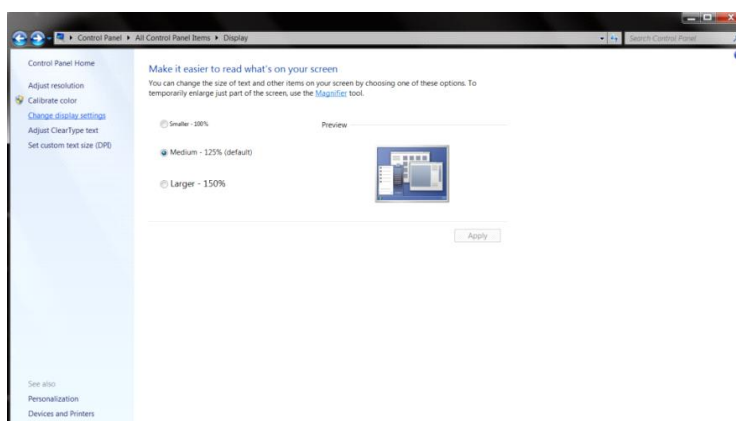 Control Panel ▸ All Control Panel Items ▸ Display
Search Control Panel
Control Panel Home
Adjust resolution
Calibrate color
Change display settings
Adjust ClearType text
Set custom text size (DPI)
See also
Personalization
Devices and Printers
Make it easier to read what's on your screen
You can change the size of text and other items on your screen by choosing one of these options. To
temporarily enlarge just part of the screen, use the Magnifier tool.
Smaller - 100%
Preview
Medium - 125% (default)
Larger - 150%
Apply